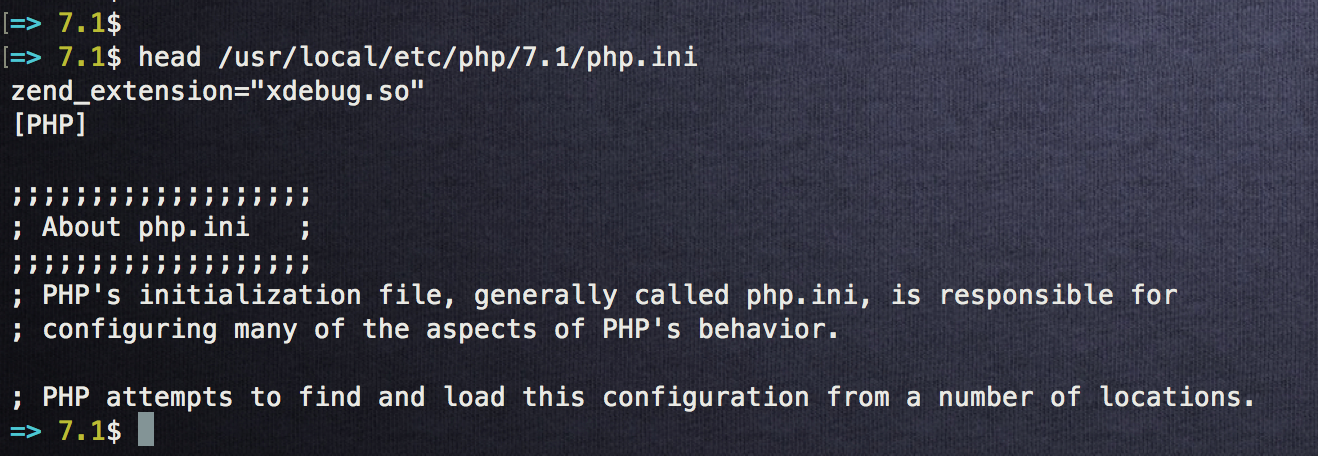 [=> 7.1$
[=> 7.1$ head /usr/local/etc/php/7.1/php.ini
zend_extension="xdebug.so"
[PHP]
;;;;;;;;;;;;;;;;;;;
; About php.ini   ;
;;;;;;;;;;;;;;;;;;;
; PHP's initialization file, generally called php.ini, is responsible for
; configuring many of the aspects of PHP's behavior.
; PHP attempts to find and load this configuration from a number of locations.
=> 7.1$